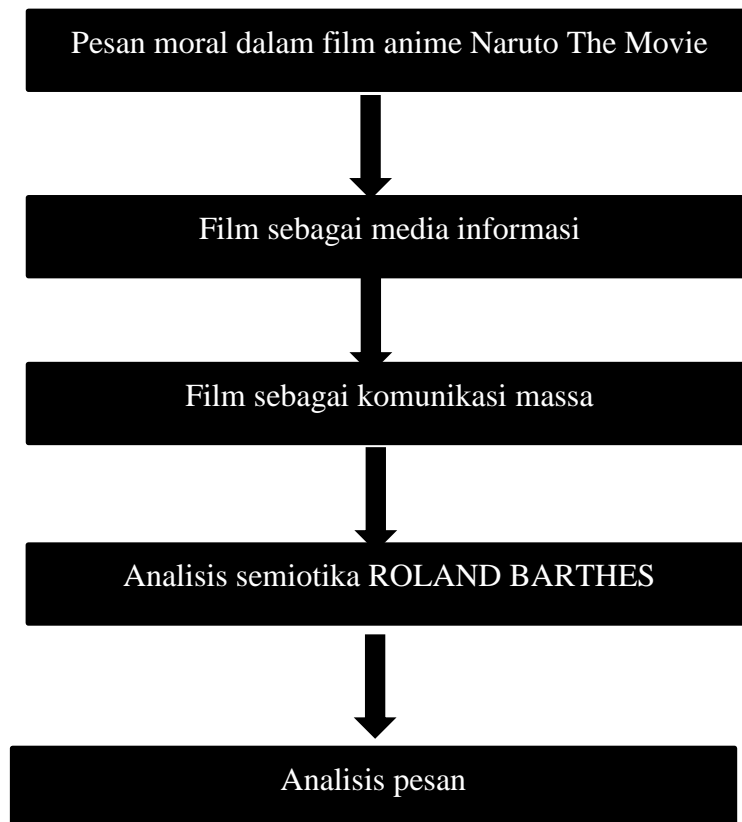 Pesan moral dalam film anime Naruto The Movie
Film sebagai media informasi
Film sebagai komunikasi massa
Analisis semiotika ROLAND BARTHES
Analisis pesan